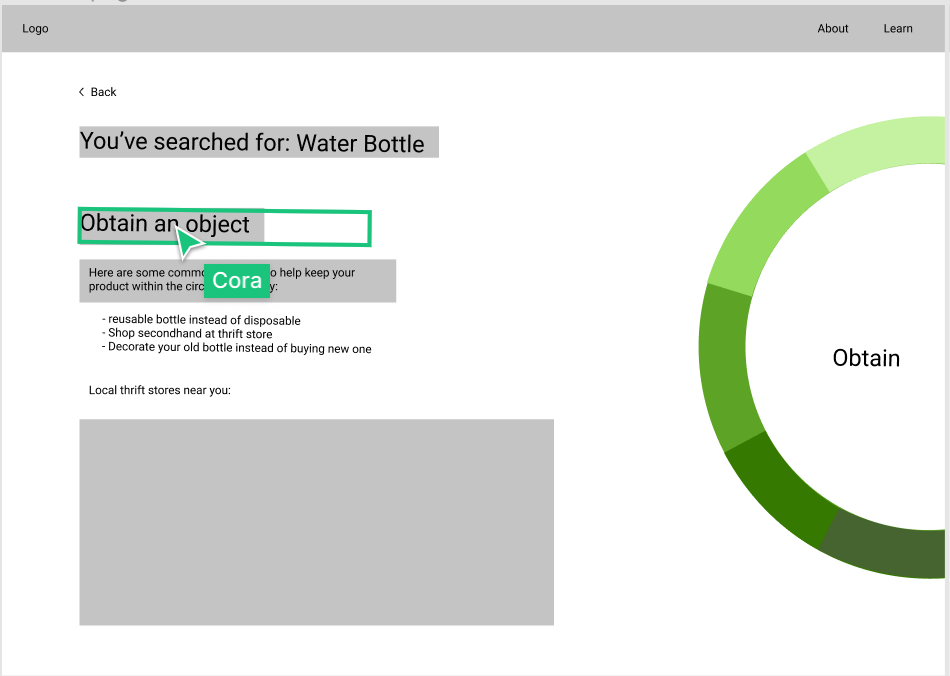 Logo
About
Learn
Back
You've searched for: Water Bottle
Obtain an object
Here are some comm o help keep your
Cora
product within the circ y:
- reusable bottle instead of disposable
- Shop secondhand at thrift store
- Decorate your old bottle instead of buying new one
Obtain
Local thrift stores near you: